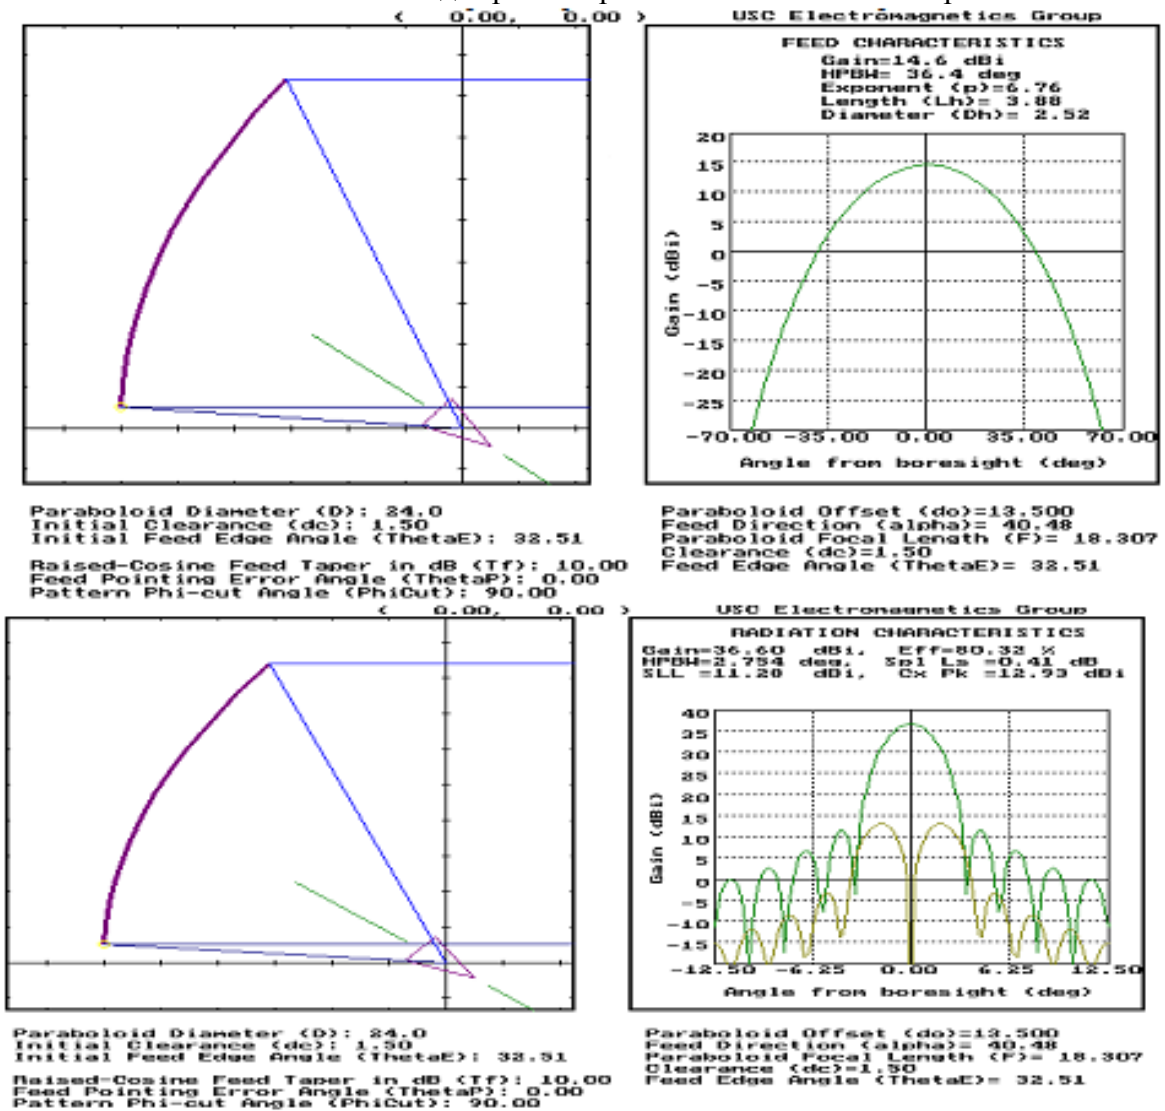 ( 0.00, 0.00 )
USC Electromagnetics Group
FEED CHARACTERISTICS
Gain=14.6 dBi
HPBW= 36.4 deg
Exponent (p)=6.76
Length (Lh)= 3.88
Diameter (Dh)= 2.52
20
15
10
5
0
-5
-10
-15
-20
-25
Gain (dBi)
-70.00 -35.00 0.00 35.00 70.00
Angle from boresight (deg)
Paraboloid Diameter (D): 24.0
Initial Clearance (dc): 1.50
Initial Feed Edge Angle (ThetaE): 32.51
Raised-Cosine Feed Taper in dB (Tf): 10.00
Feed Pointing Error Angle (ThetaP): 0.00
Pattern Phi-cut Angle (PhiCut): 90.00
Paraboloid Offset (do)=13.500
Feed Direction (alpha)= 40.48
Paraboloid Focal Length (F)= 18.307
Clearance (dc)=1.50
Feed Edge Angle (ThetaE)= 32.51
( 0.00, 0.00 )
USC Electromagnetics Group
RADIATION CHARACTERISTICS
Gain=36.60 dBi, Eff=80.32 %
HPBW=2.754 deg, Spl Ls =0.41 dB
SLL =11.20 dBi, Cx Pk =12.93 dBi
40
35
30
25
20
15
10
5
0
-5
-10
-15
Gain (dBi)
-12.50 -6.25 0.00 6.25 12.50
Angle from boresight (deg)
Paraboloid Diameter (D): 24.0
Initial Clearance (dc): 1.50
Initial Feed Edge Angle (ThetaE): 32.51
Raised-Cosine Feed Taper in dB (Tf): 10.00
Feed Pointing Error Angle (ThetaP): 0.00
Pattern Phi-cut Angle (PhiCut): 90.00
Paraboloid Offset (do)=13.500
Feed Direction (alpha)= 40.48
Paraboloid Focal Length (F)= 18.307
Clearance (dc)=1.50
Feed Edge Angle (ThetaE)= 32.51